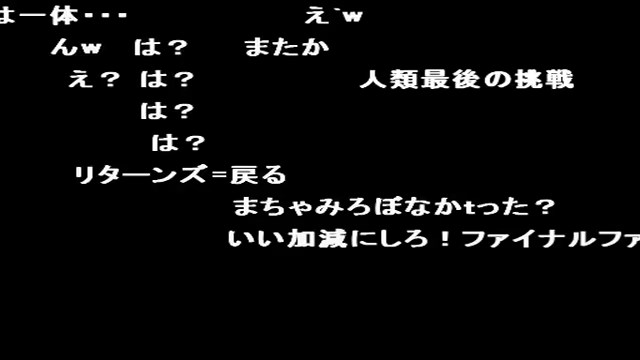 は一体・・・ え`w
んw は？ またか
え？ は？ 人類最後の挑戦
は？
は？
リターンズ=戻る
まちゃみろぼなかtった？
いい加減にしろ！ファイナルファ